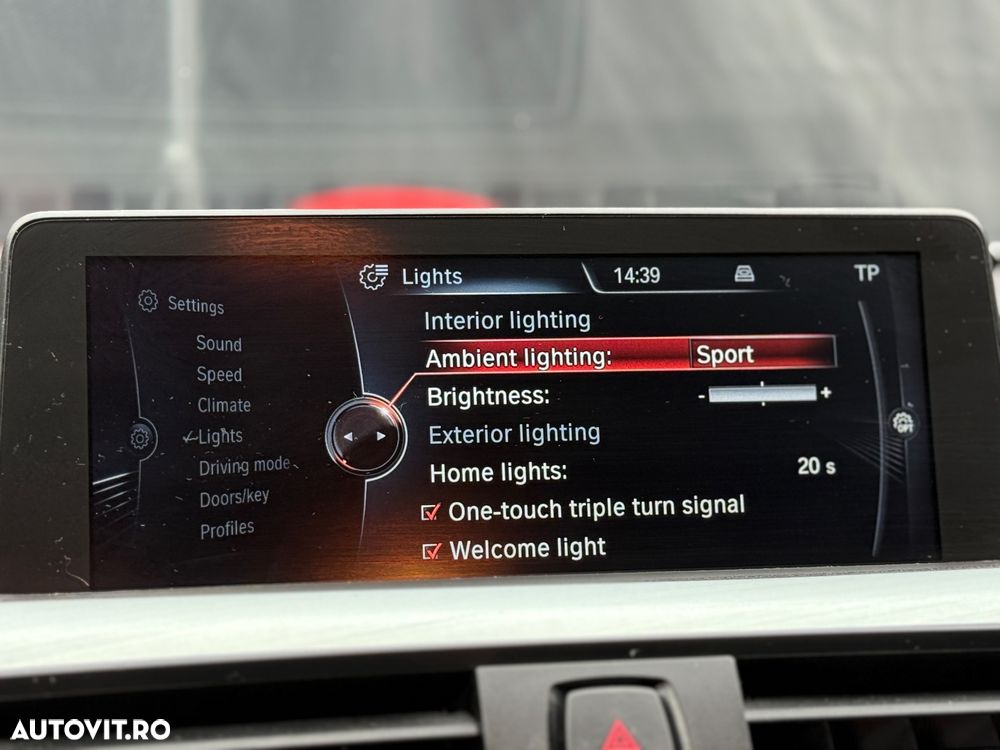 Settings
Sound
Speed
Climate
Lights
Driving mode
Doors/key
Profiles
Lights 14:39 TP
Interior lighting
Ambient lighting: Sport
Brightness: - +
Exterior lighting
Home lights: 20 s
One-touch triple turn signal
Welcome light
OFF
AUTOVIT.RO